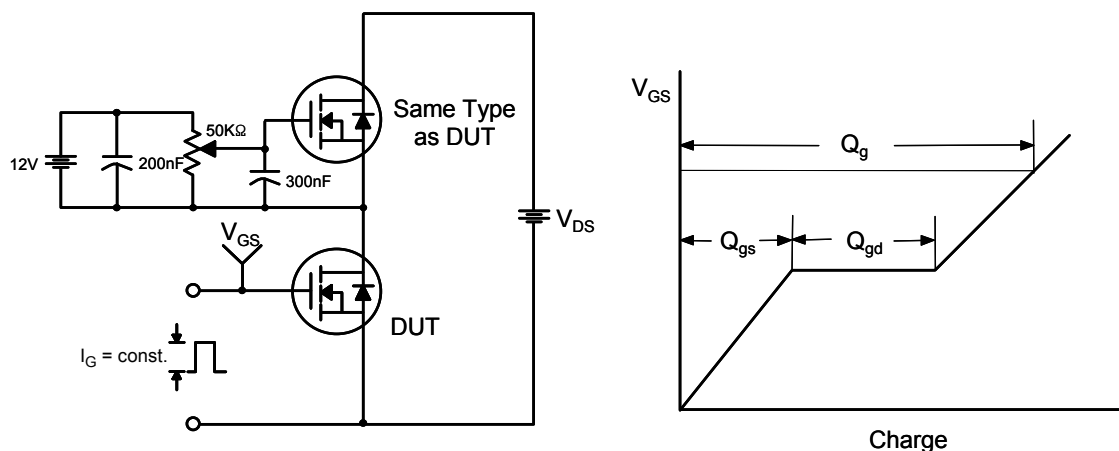 Same Type
as DUT
50KΩ
12V
200nF
300nF
V_DS
V_GS
DUT
I_G = const.
V_GS
Q_g
Q_gs
Q_gd
Charge